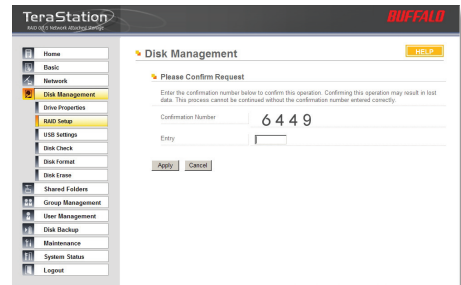 TeraStation
RAID 0/1/5 Network Attached Storage
BUFFALO
Home
Basic
Network
Disk Management
Drive Properties
RAID Setup
USB Settings
Disk Check
Disk Format
Disk Erase
Shared Folders
Group Management
User Management
Disk Backup
Maintenance
System Status
Logout
Disk Management
HELP
Please Confirm Request
Enter the confirmation number below to confirm this operation. Confirming this operation may result in lost
data. This process cannot be continued without the confirmation number entered correctly.
Confirmation Number
6449
Entry
Apply
Cancel